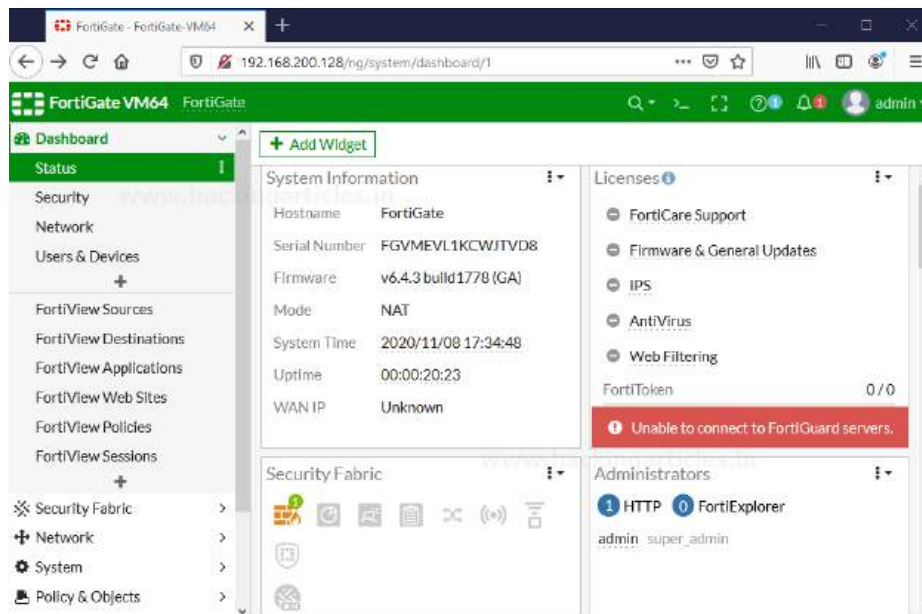 FortiGate - FortiGate-VM64
192.168.200.128/ng/system/dashboard/1
FortiGate VM64 FortiGate
1
1
admin
Dashboard
Status
Security
Network
Users & Devices
FortiView Sources
FortiView Destinations
FortiView Applications
FortiView Web Sites
FortiView Policies
FortiView Sessions
Security Fabric
Network
System
Policy & Objects
+ Add Widget
System Information
Hostname FortiGate
Serial Number FGVMEVL1KCWJTVD8
Firmware v6.4.3 build1778 (GA)
Mode NAT
System Time 2020/11/08 17:34:48
Uptime 00:00:20:23
WAN IP Unknown
Licenses
FortiCare Support
Firmware & General Updates
IPS
AntiVirus
Web Filtering
FortiToken 0/0
Unable to connect to FortiGuard servers.
Security Fabric
1
Administrators
1 HTTP 0 FortiExplorer
admin super_admin